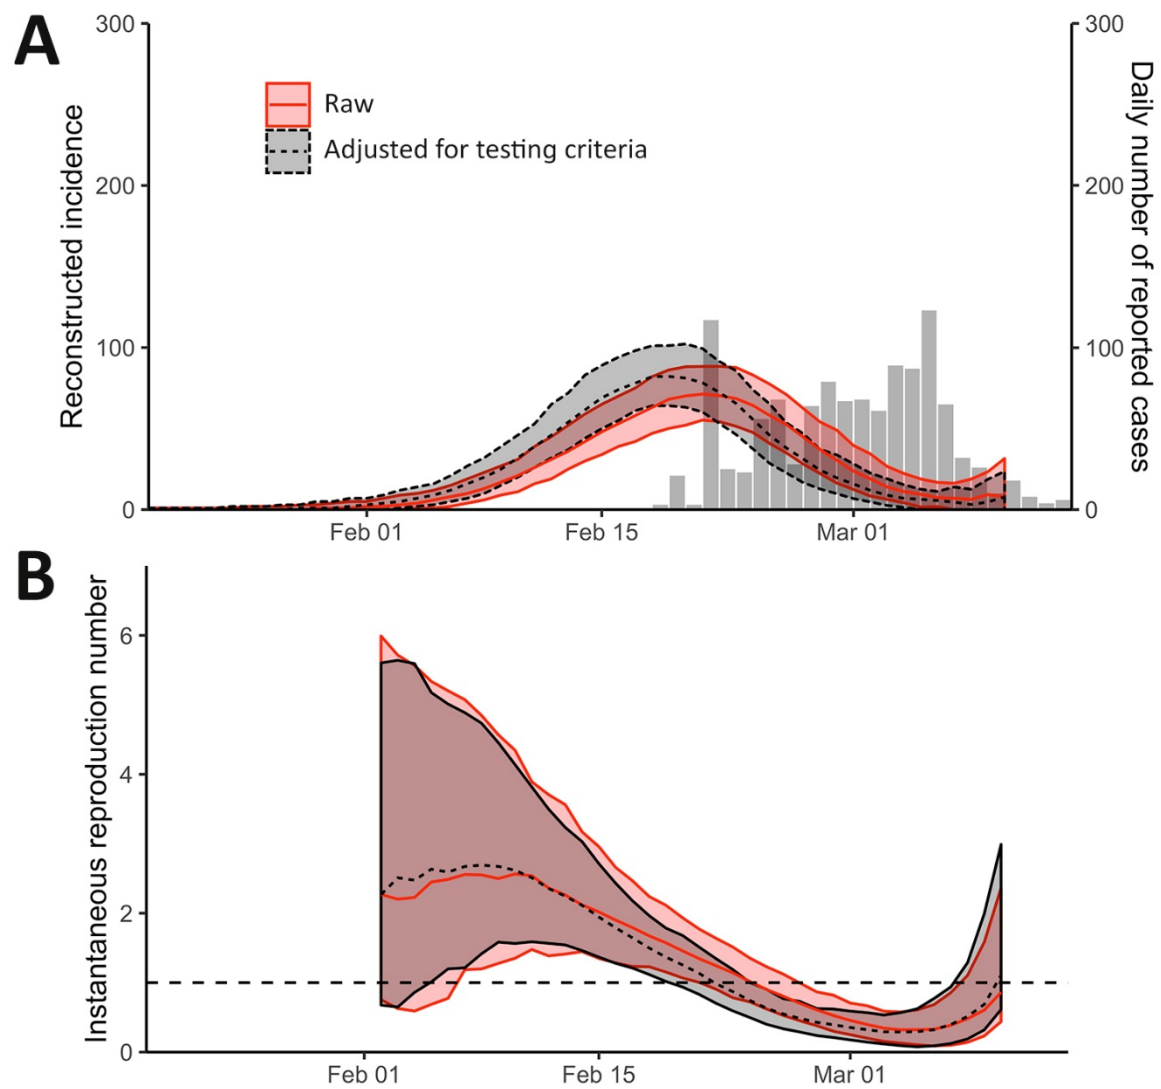 A
300
200
100
0
Reconstructed incidence
Raw
Adjusted for testing criteria
300
200
100
0
Daily number of reported cases
Feb 01
Feb 15
Mar 01
B
6
4
2
0
Instantaneous reproduction number
Feb 01
Feb 15
Mar 01